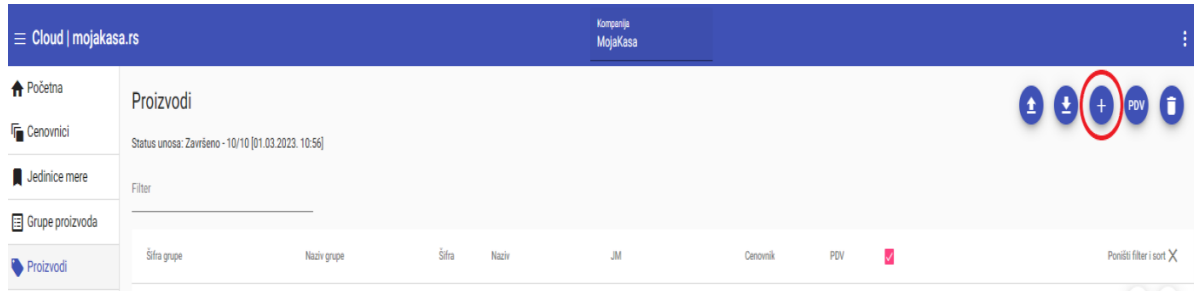 Cloud | mojakasa.rs
Kompanija
MojaKasa
Početna
Cenovnici
Jedinice mere
Grupe proizvoda
Proizvodi
Proizvodi
PDV
Status unosa: Završeno - 10/10 [01.03.2023. 10:56]
Filter
Šifra grupe Naziv grupe Šifra Naziv JM Cenovnik PDV Poništi filter i sort X